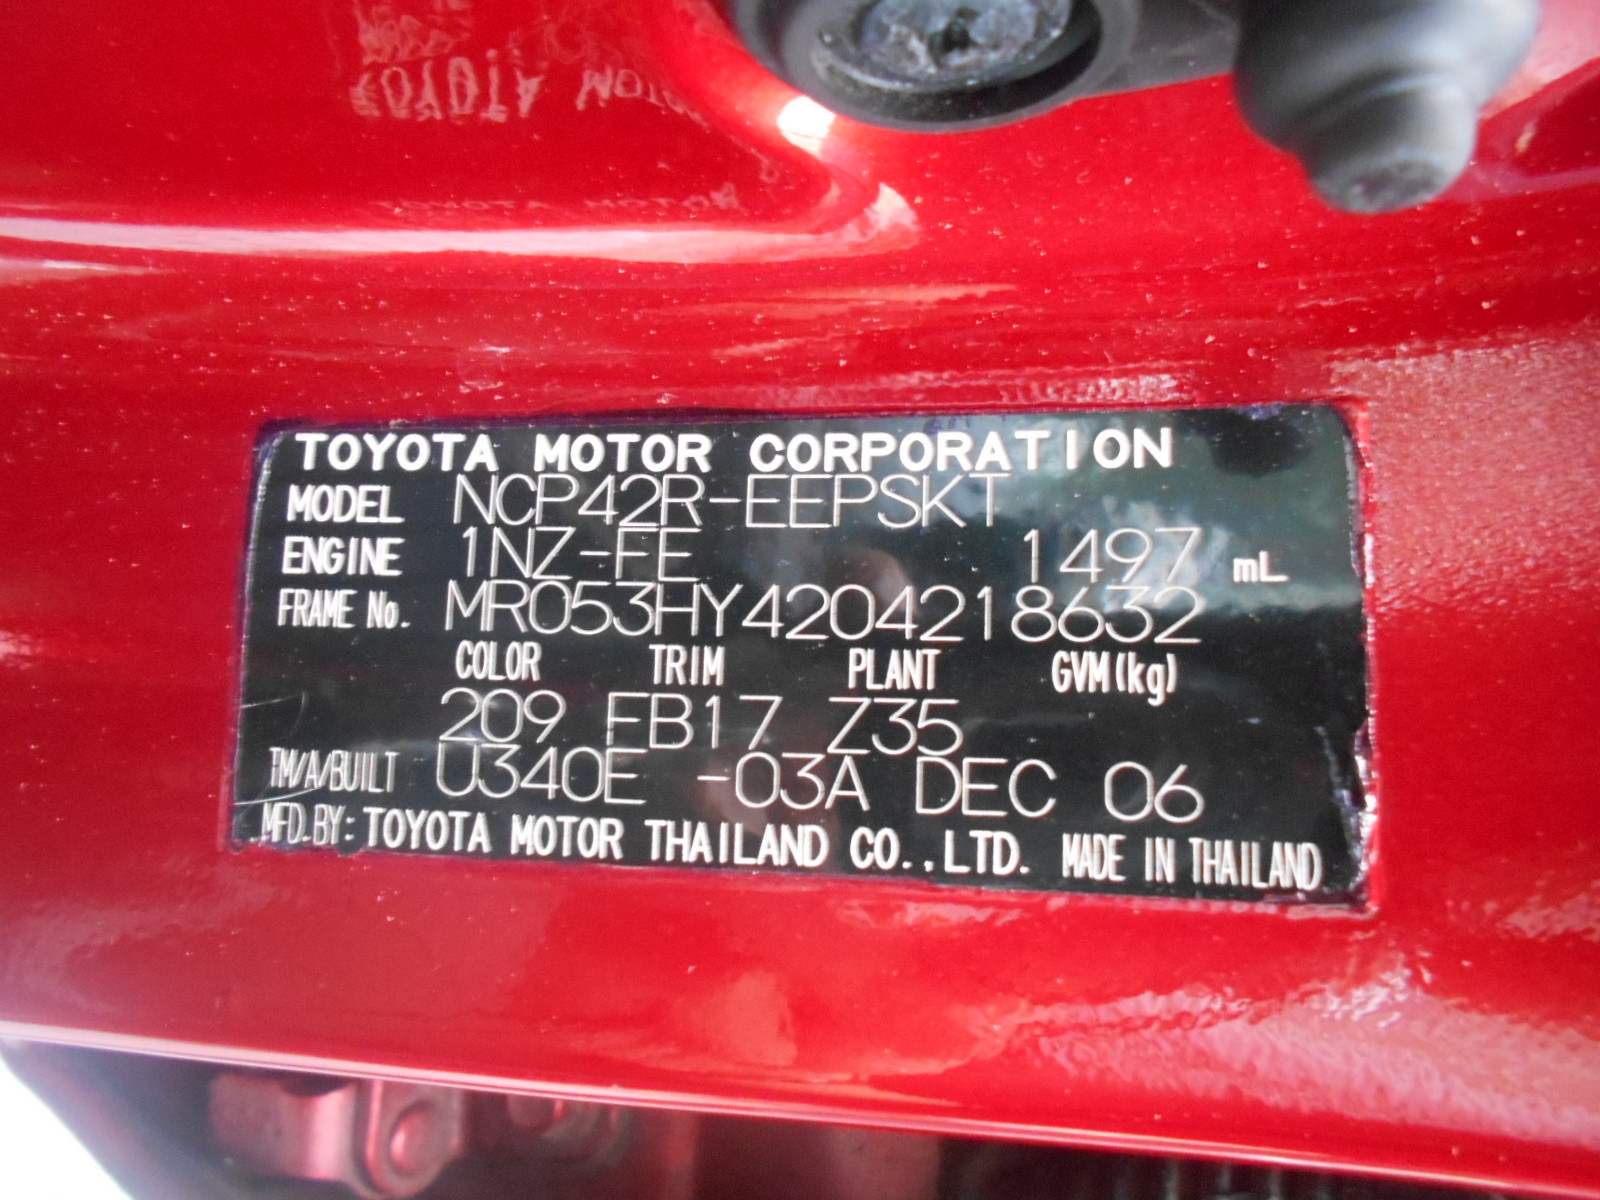 TOYOTA MOTOR CORPORATION
MODEL NCP42R-EEPSKT
ENGINE 1NZ-FE 1497 mL
FRAME No. MR053HY4204218632
COLOR TRIM PLANT GVM(kg)
209 FB17 Z35
TM/A/BUILT U340E -03A DEC 06
MFD.BY: TOYOTA MOTOR THAILAND CO.,LTD. MADE IN THAILAND